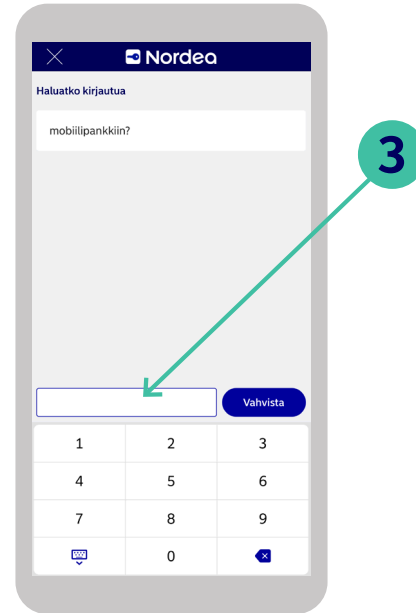 Nordea
Haluatko kirjautua
mobiilipankkiin?
3
Vahvista
1 2 3
4 5 6
7 8 9
0